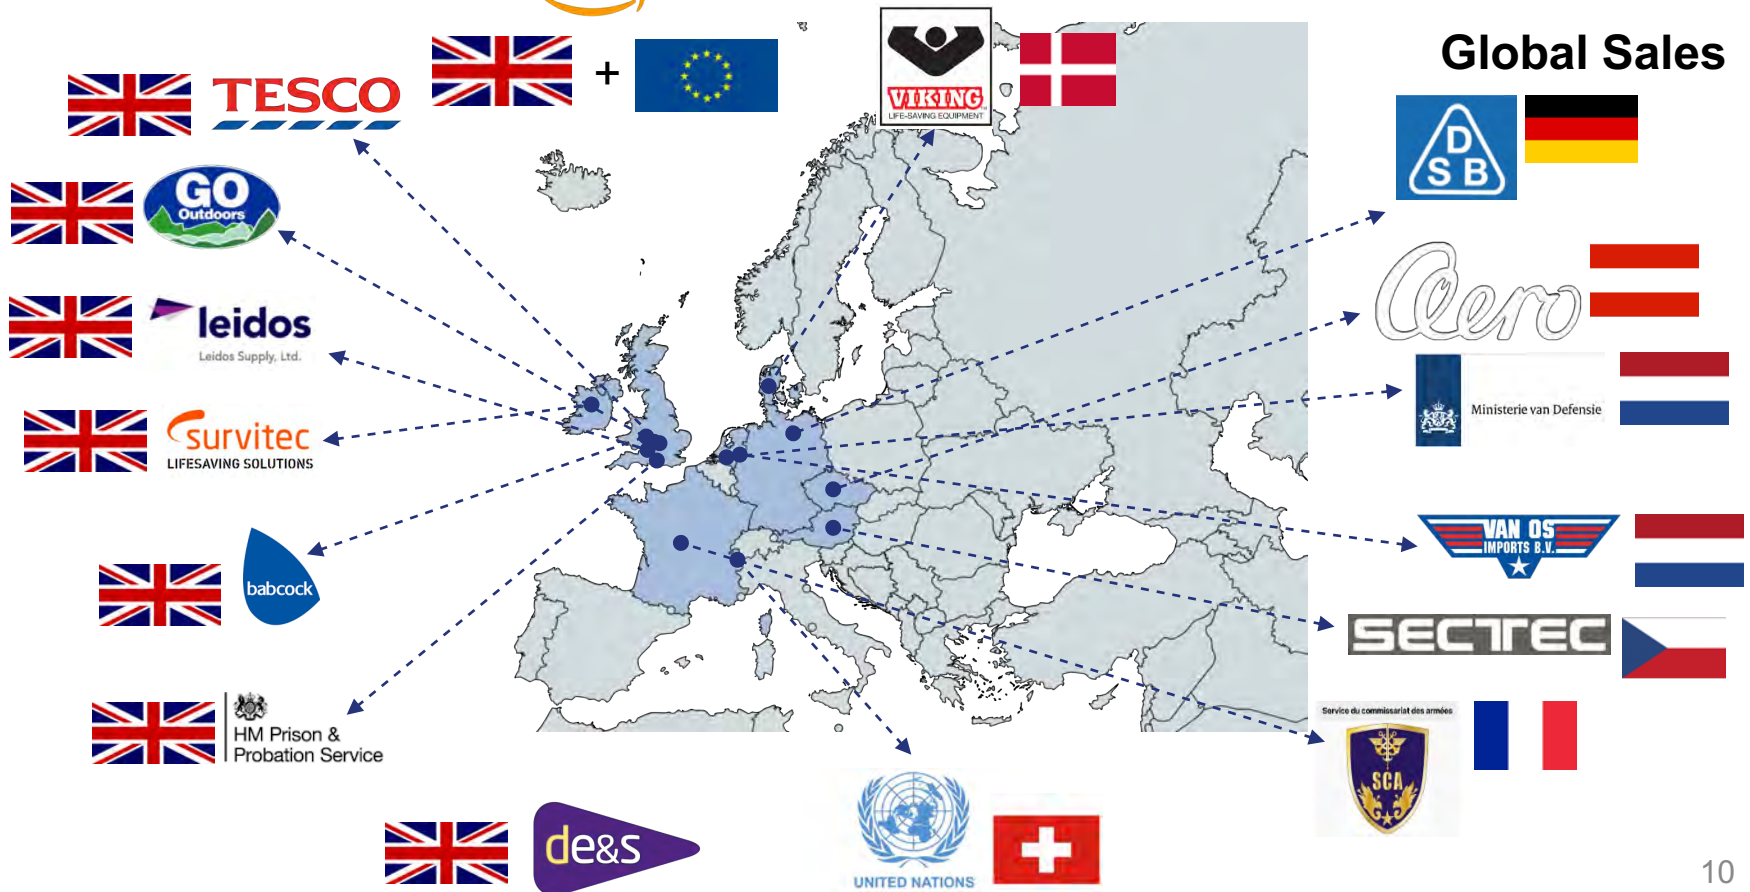 Global Sales
TESCO
+
VIKING
LIFE-SAVING EQUIPMENT
D
S B
GO
Outdoors
Aero
leidos
Leidos Supply, Ltd.
Ministerie van Defensie
survitec
LIFESAVING SOLUTIONS
VAN OS
IMPORTS B.V.
babcock
SECTEC
HM Prison &
Probation Service
Service du commissariat des armées
SCA
de&s
UNITED NATIONS
10